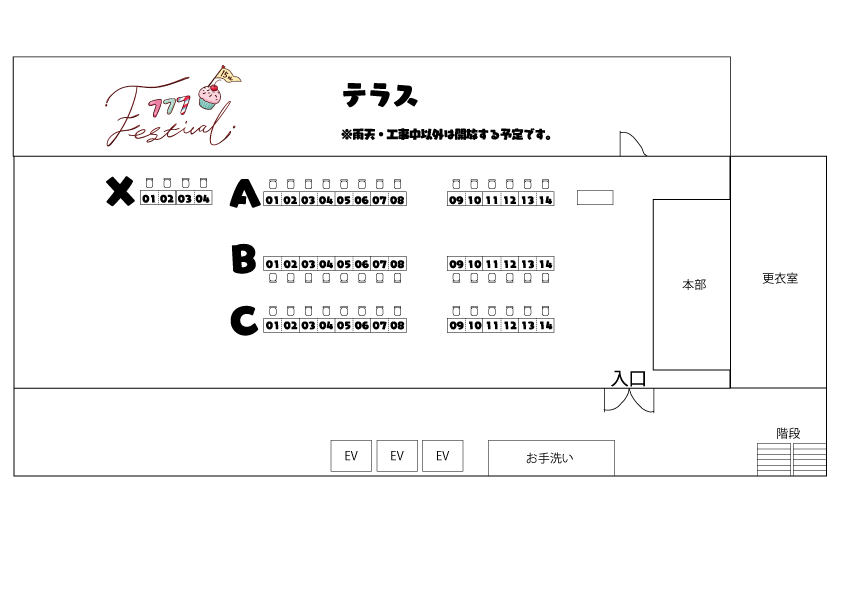 15th
777
Festival
テラス
※雨天・工事中以外は開放する予定です。
X 01 02 03 04 A 01 02 03 04 05 06 07 08 09 10 11 12 13 14
B 01 02 03 04 05 06 07 08 09 10 11 12 13 14
本部
更衣室
C 01 02 03 04 05 06 07 08 09 10 11 12 13 14
入口
階段
EV EV EV お手洗い